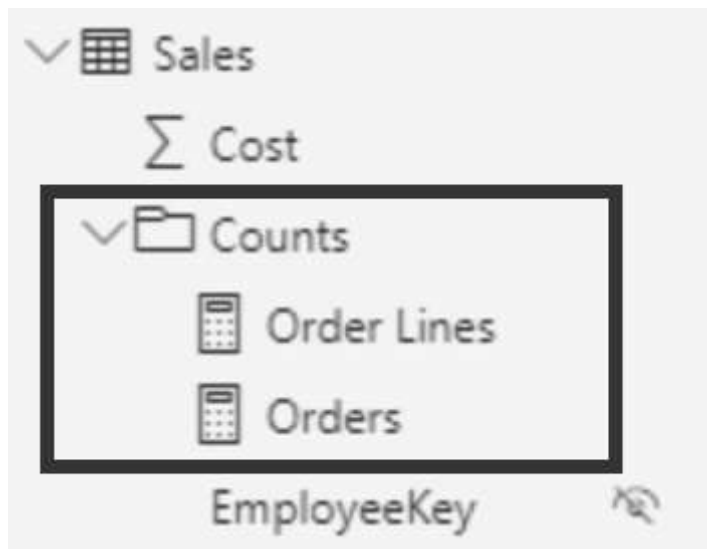 Sales
Cost
Counts
Order Lines
Orders
EmployeeKey